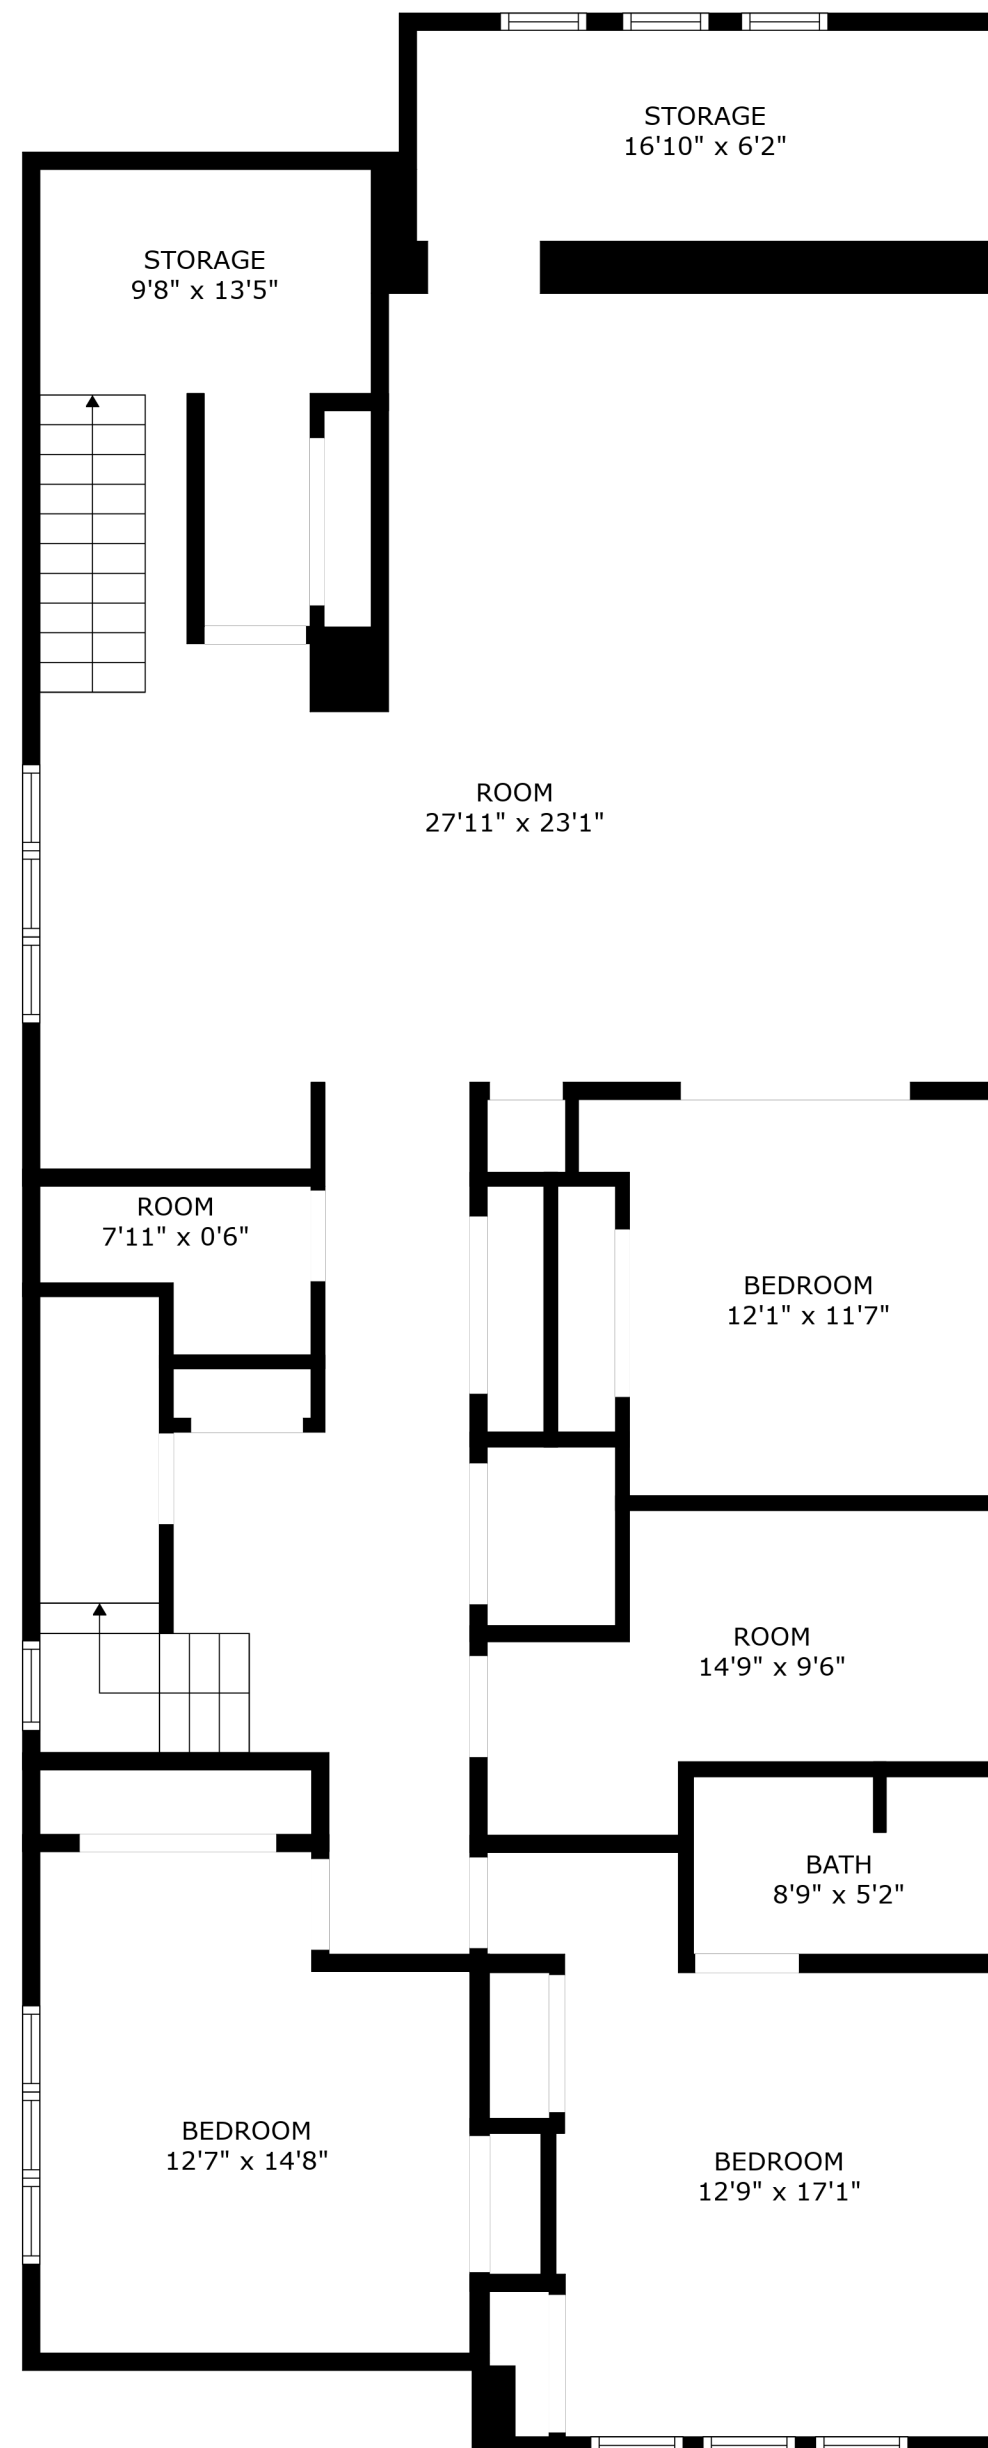 STORAGE
16'10" x 6'2"
STORAGE
9'8" x 13'5"
ROOM
27'11" x 23'1"
ROOM
7'11" x 0'6"
BEDROOM
12'1" x 11'7"
ROOM
14'9" x 9'6"
BATH
8'9" x 5'2"
BEDROOM
12'7" x 14'8"
BEDROOM
12'9" x 17'1"